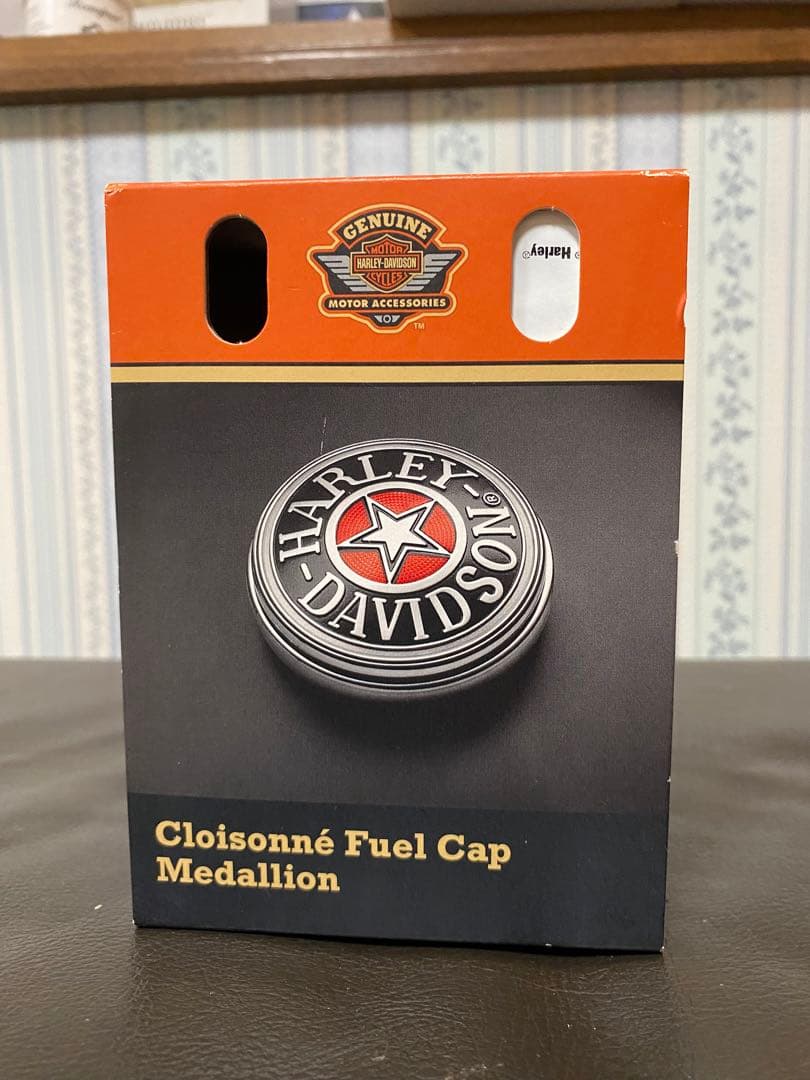 GENUINE
MOTOR
HARLEY-DAVIDSON
CYCLES
MOTOR ACCESSORIES
TM
Harley®
HARLEY-DAVIDSON®
Cloisonné Fuel Cap
Medallion